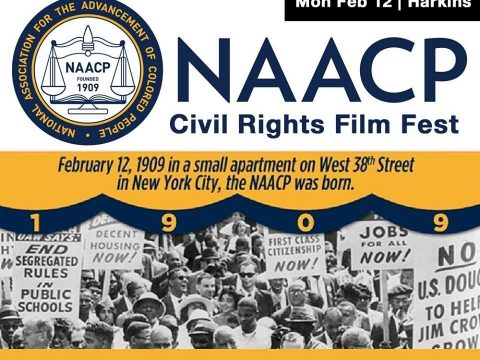 Mon Feb 12 | Harkins
NATIONAL ASSOCIATION FOR THE ADVANCEMENT OF COLORED PEOPLE
NAACP
FOUNDED
1909
NAACP
Civil Rights Film Fest
February 12, 1909 in a small apartment on West 38th Street
in New York City, the NAACP was born.
1 9 0 9
UAW SAYS
END
SEGREGATED
RULES
IN
PUBLIC
SCHOOLS
DECENT
HOUSING
NOW!
FIRST CLASS
CITIZENSHIP
NOW!
JOBS
FOR ALL
NOW!
NO
U.S. DOUG
TO HELP
JIM CROW
GROW